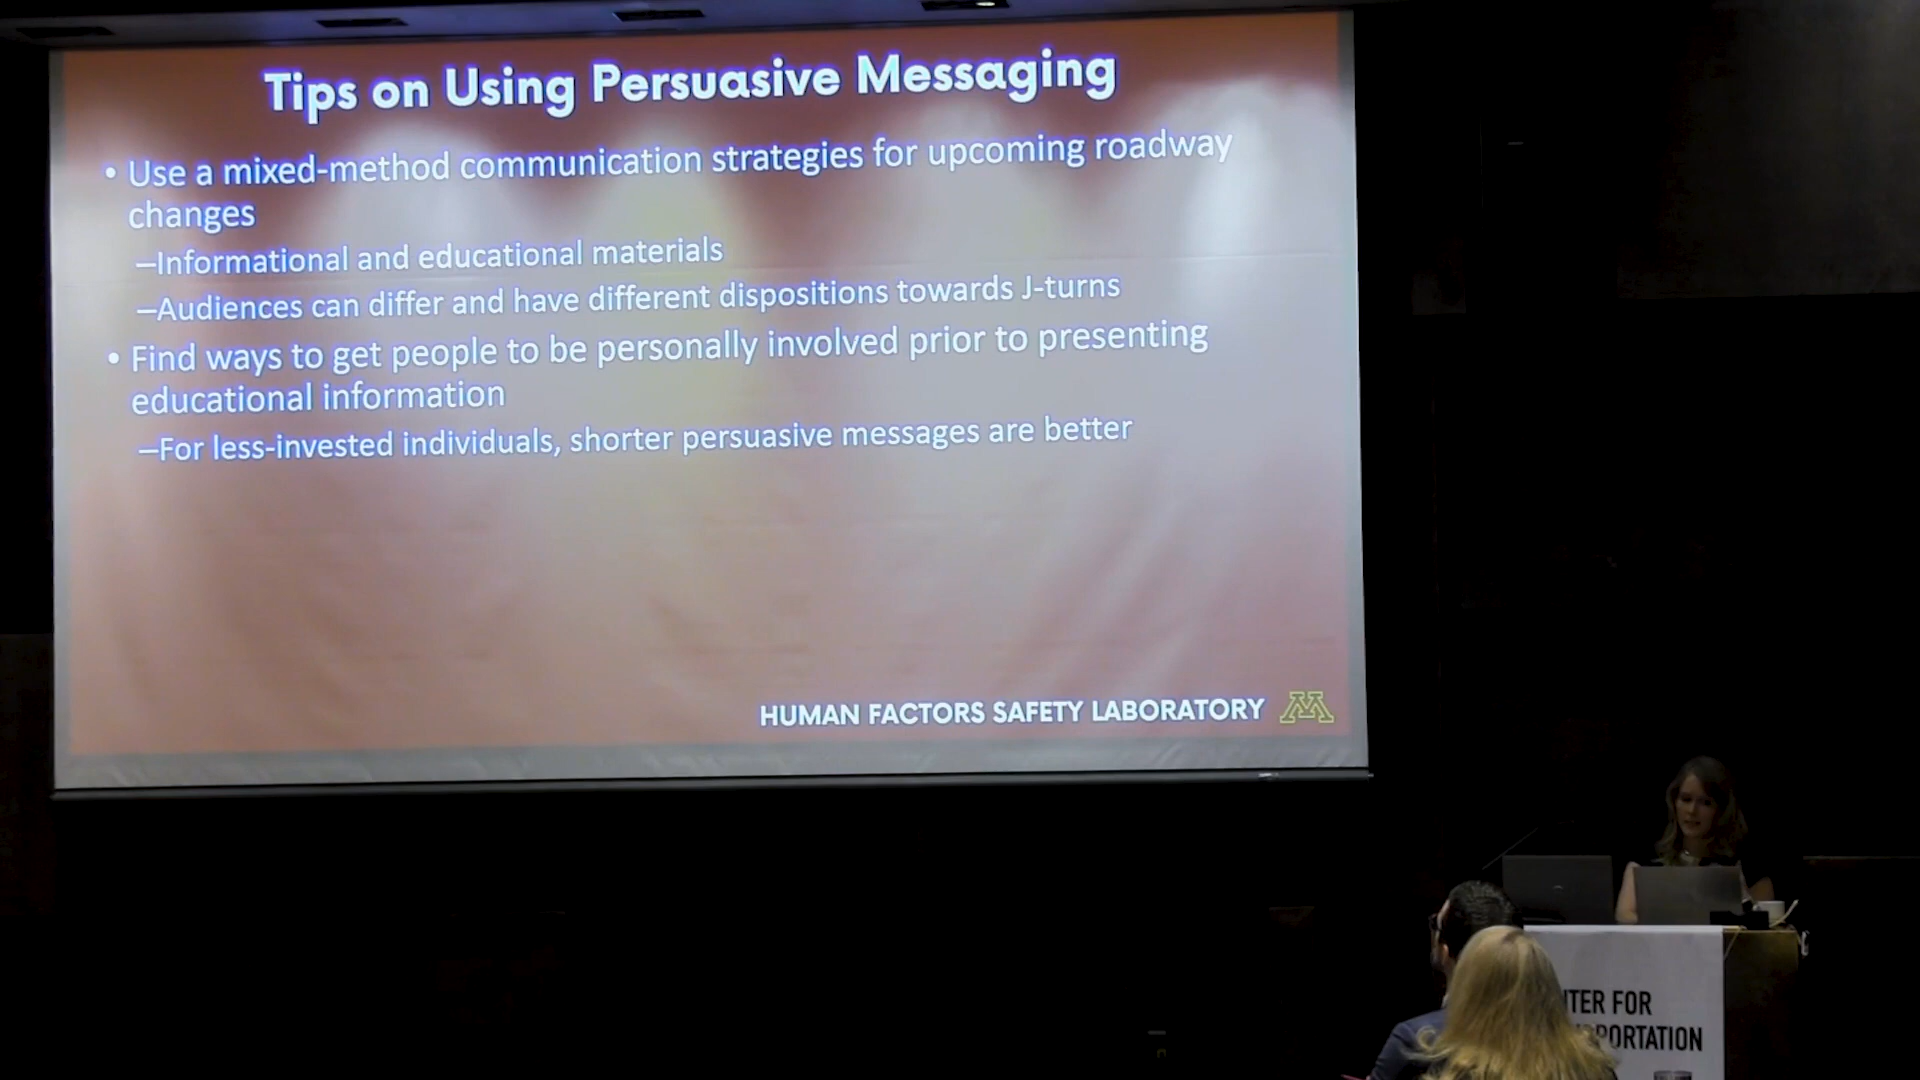 Tips on Using Persuasive Messaging
• Use a mixed-method communication strategies for upcoming roadway
changes
–Informational and educational materials
–Audiences can differ and have different dispositions towards J-turns
• Find ways to get people to be personally involved prior to presenting
educational information
–For less-invested individuals, shorter persuasive messages are better
HUMAN FACTORS SAFETY LABORATORY M
TER FOR
PORTATION